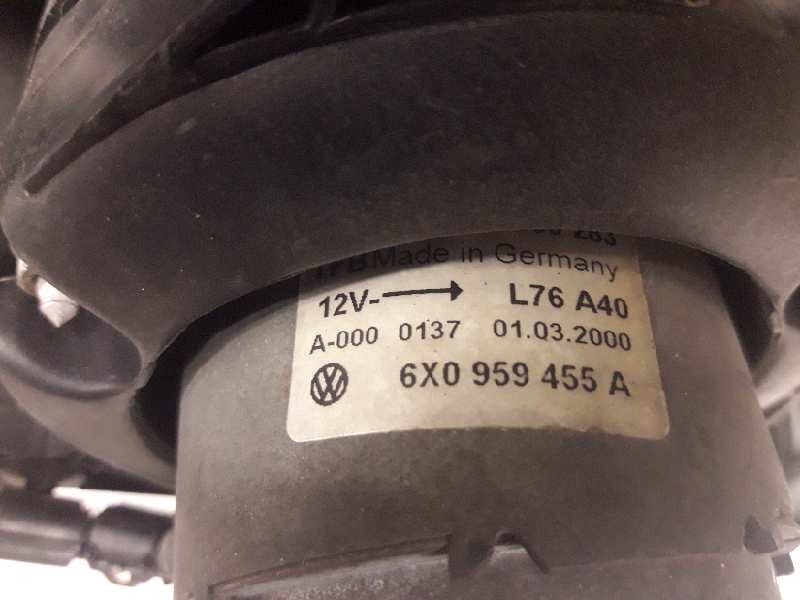 Made in Germany
12V- L76 A40
A-000 0137 01.03.2000
6X0 959 455 A